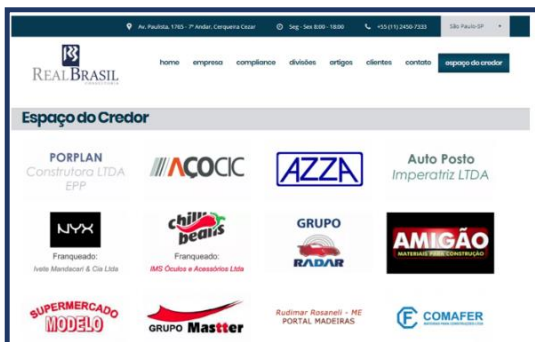 Av. Paulista, 1765 - 7º Andar, Cerqueira Cezar
Seg - Sex 8:00 - 18:00
+55 (11) 2450-7333
São Paulo-SP
REALBRASIL
home empresa compliance divisões artigos clientes contato espaço do credor
Espaço do Credor
PORPLAN
Construtora LTDA
EPP
AÇOCIC
AZZA
Auto Posto
Imperatriz LTDA
NYX
Franqueado:
Ivete Mandacari & Cia Ltda
chilli
beans
Franqueado:
IMS Óculos e Acessórios Ltda
GRUPO
RADAR
AMIGÃO
MATERIAIS PARA CONSTRUÇÃO
SUPERMERCADO
MODELO
GRUPO Mastter
Rudimar Rosaneli - ME
PORTAL MADEIRAS
COMAFER